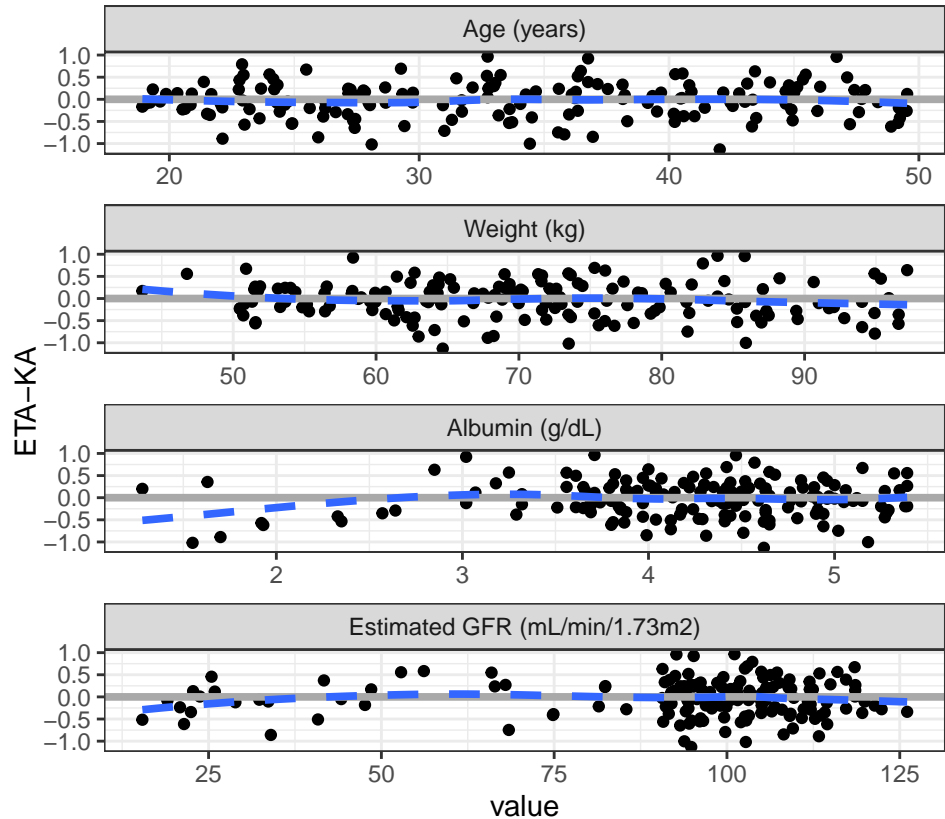 Age (years)
1.0
0.5
0.0
−0.5
−1.0
20 30 40 50
Weight (kg)
1.0
0.5
0.0
−0.5
−1.0
50 60 70 80 90
ETA−KA
Albumin (g/dL)
1.0
0.5
0.0
−0.5
−1.0
2 3 4 5
Estimated GFR (mL/min/1.73m2)
1.0
0.5
0.0
−0.5
−1.0
25 50 75 100 125
value